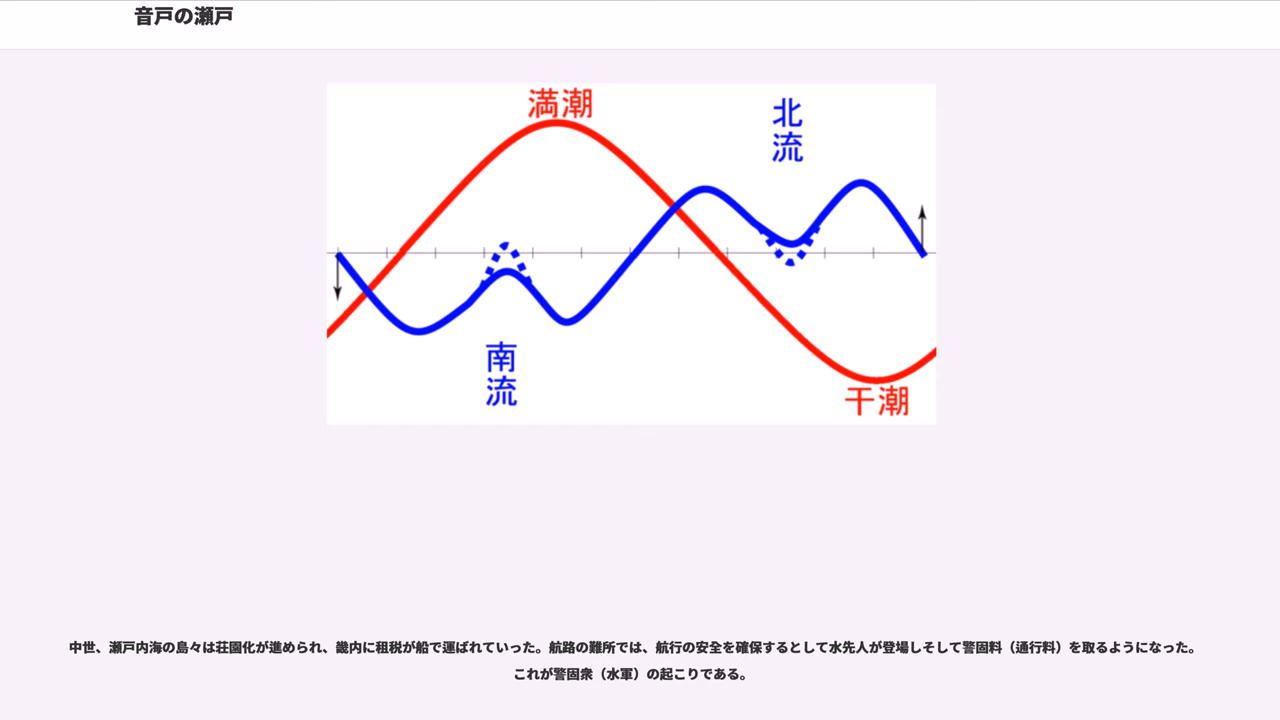 音戸の瀬戸
満潮
北流
南流
干潮
中世、瀬戸内海の島々は荘園化が進められ、畿内に租税が船で運ばれていった。航路の難所では、航行の安全を確保するとして水先人が登場しそして警固料（通行料）を取るようになった。
これが警固衆（水軍）の起こりである。